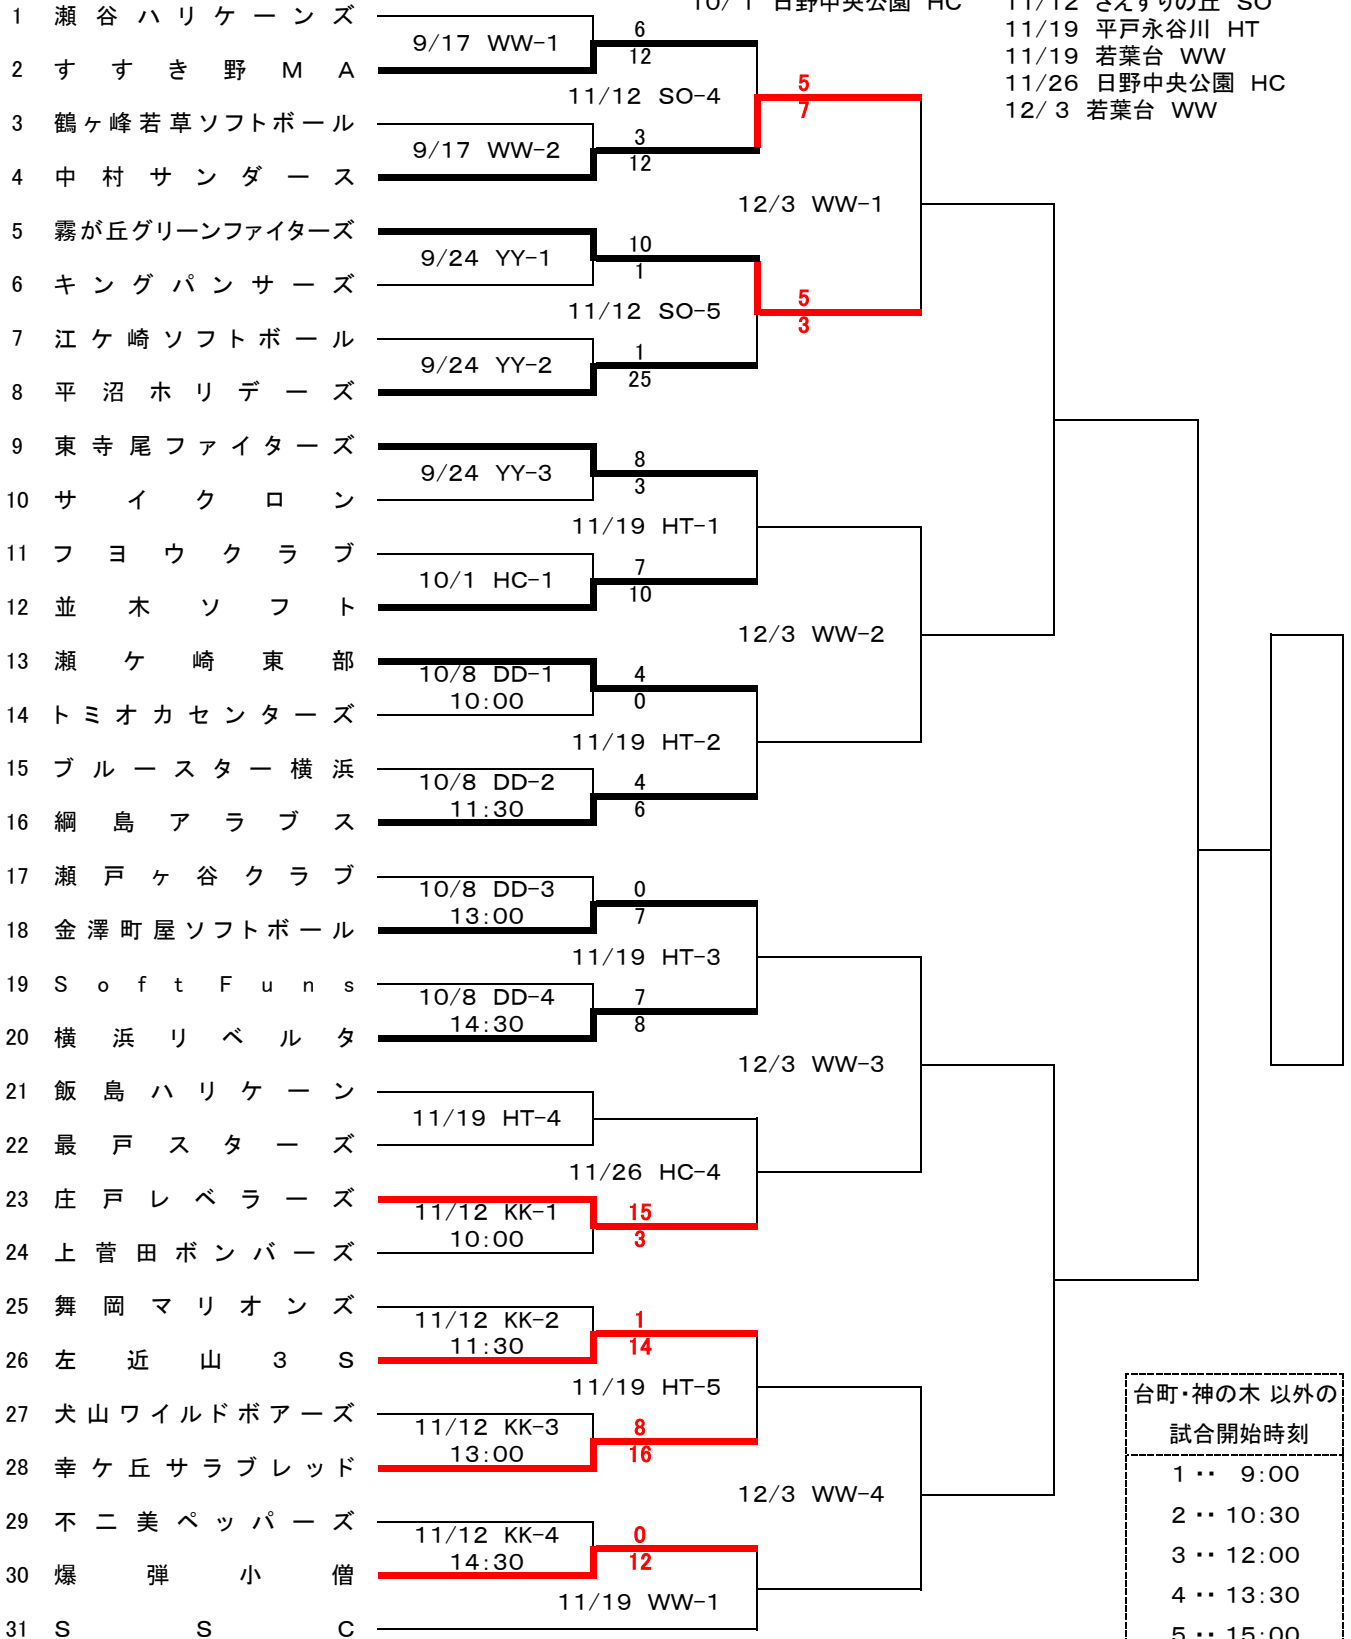 10/ 1 日野中央公園 HC
11/12 さえずりの丘 SO
11/19 平戸永谷川 HT
11/19 若葉台 WW
11/26 日野中央公園 HC
12/ 3 若葉台 WW
1 瀬谷ハリケーンズ
9/17 WW-1
6
12
2 すすき野MA
11/12 SO-4
5
7
3 鶴ヶ峰若草ソフトボール
9/17 WW-2
3
12
4 中村サンダース
12/3 WW-1
5 霧が丘グリーンファイターズ
9/24 YY-1
10
1
6 キングパンサーズ
11/12 SO-5
5
3
7 江ケ崎ソフトボール
9/24 YY-2
1
25
8 平沼ホリデーズ
9 東寺尾ファイターズ
9/24 YY-3
8
3
10 サイクロン
11/19 HT-1
11 フヨウクラブ
10/1 HC-1
7
10
12 並木ソフト
12/3 WW-2
13 瀬ケ崎東部
10/8 DD-1
10:00
4
0
14 トミオカセンターズ
11/19 HT-2
15 ブルースター横浜
10/8 DD-2
11:30
4
6
16 綱島アラブス
17 瀬戸ヶ谷クラブ
10/8 DD-3
13:00
0
7
18 金澤町屋ソフトボール
11/19 HT-3
19 Soft Funs
10/8 DD-4
14:30
7
8
20 横浜リベルタ
12/3 WW-3
21 飯島ハリケーン
11/19 HT-4
22 最戸スターズ
11/26 HC-4
23 庄戸レベラーズ
11/12 KK-1
10:00
15
3
24 上菅田ボンバーズ
25 舞岡マリオンズ
11/12 KK-2
11:30
1
14
26 左近山3S
11/19 HT-5
27 犬山ワイルドボアーズ
11/12 KK-3
13:00
8
16
28 幸ケ丘サラブレッド
12/3 WW-4
29 不二美ペッパーズ
11/12 KK-4
14:30
0
12
30 爆弾小僧
11/19 WW-1
31 SSC
台町・神の木 以外の
試合開始時刻
1 ・・ 9:00
2 ・・ 10:30
3 ・・ 12:00
4 ・・ 13:30
5 ・・ 15:00